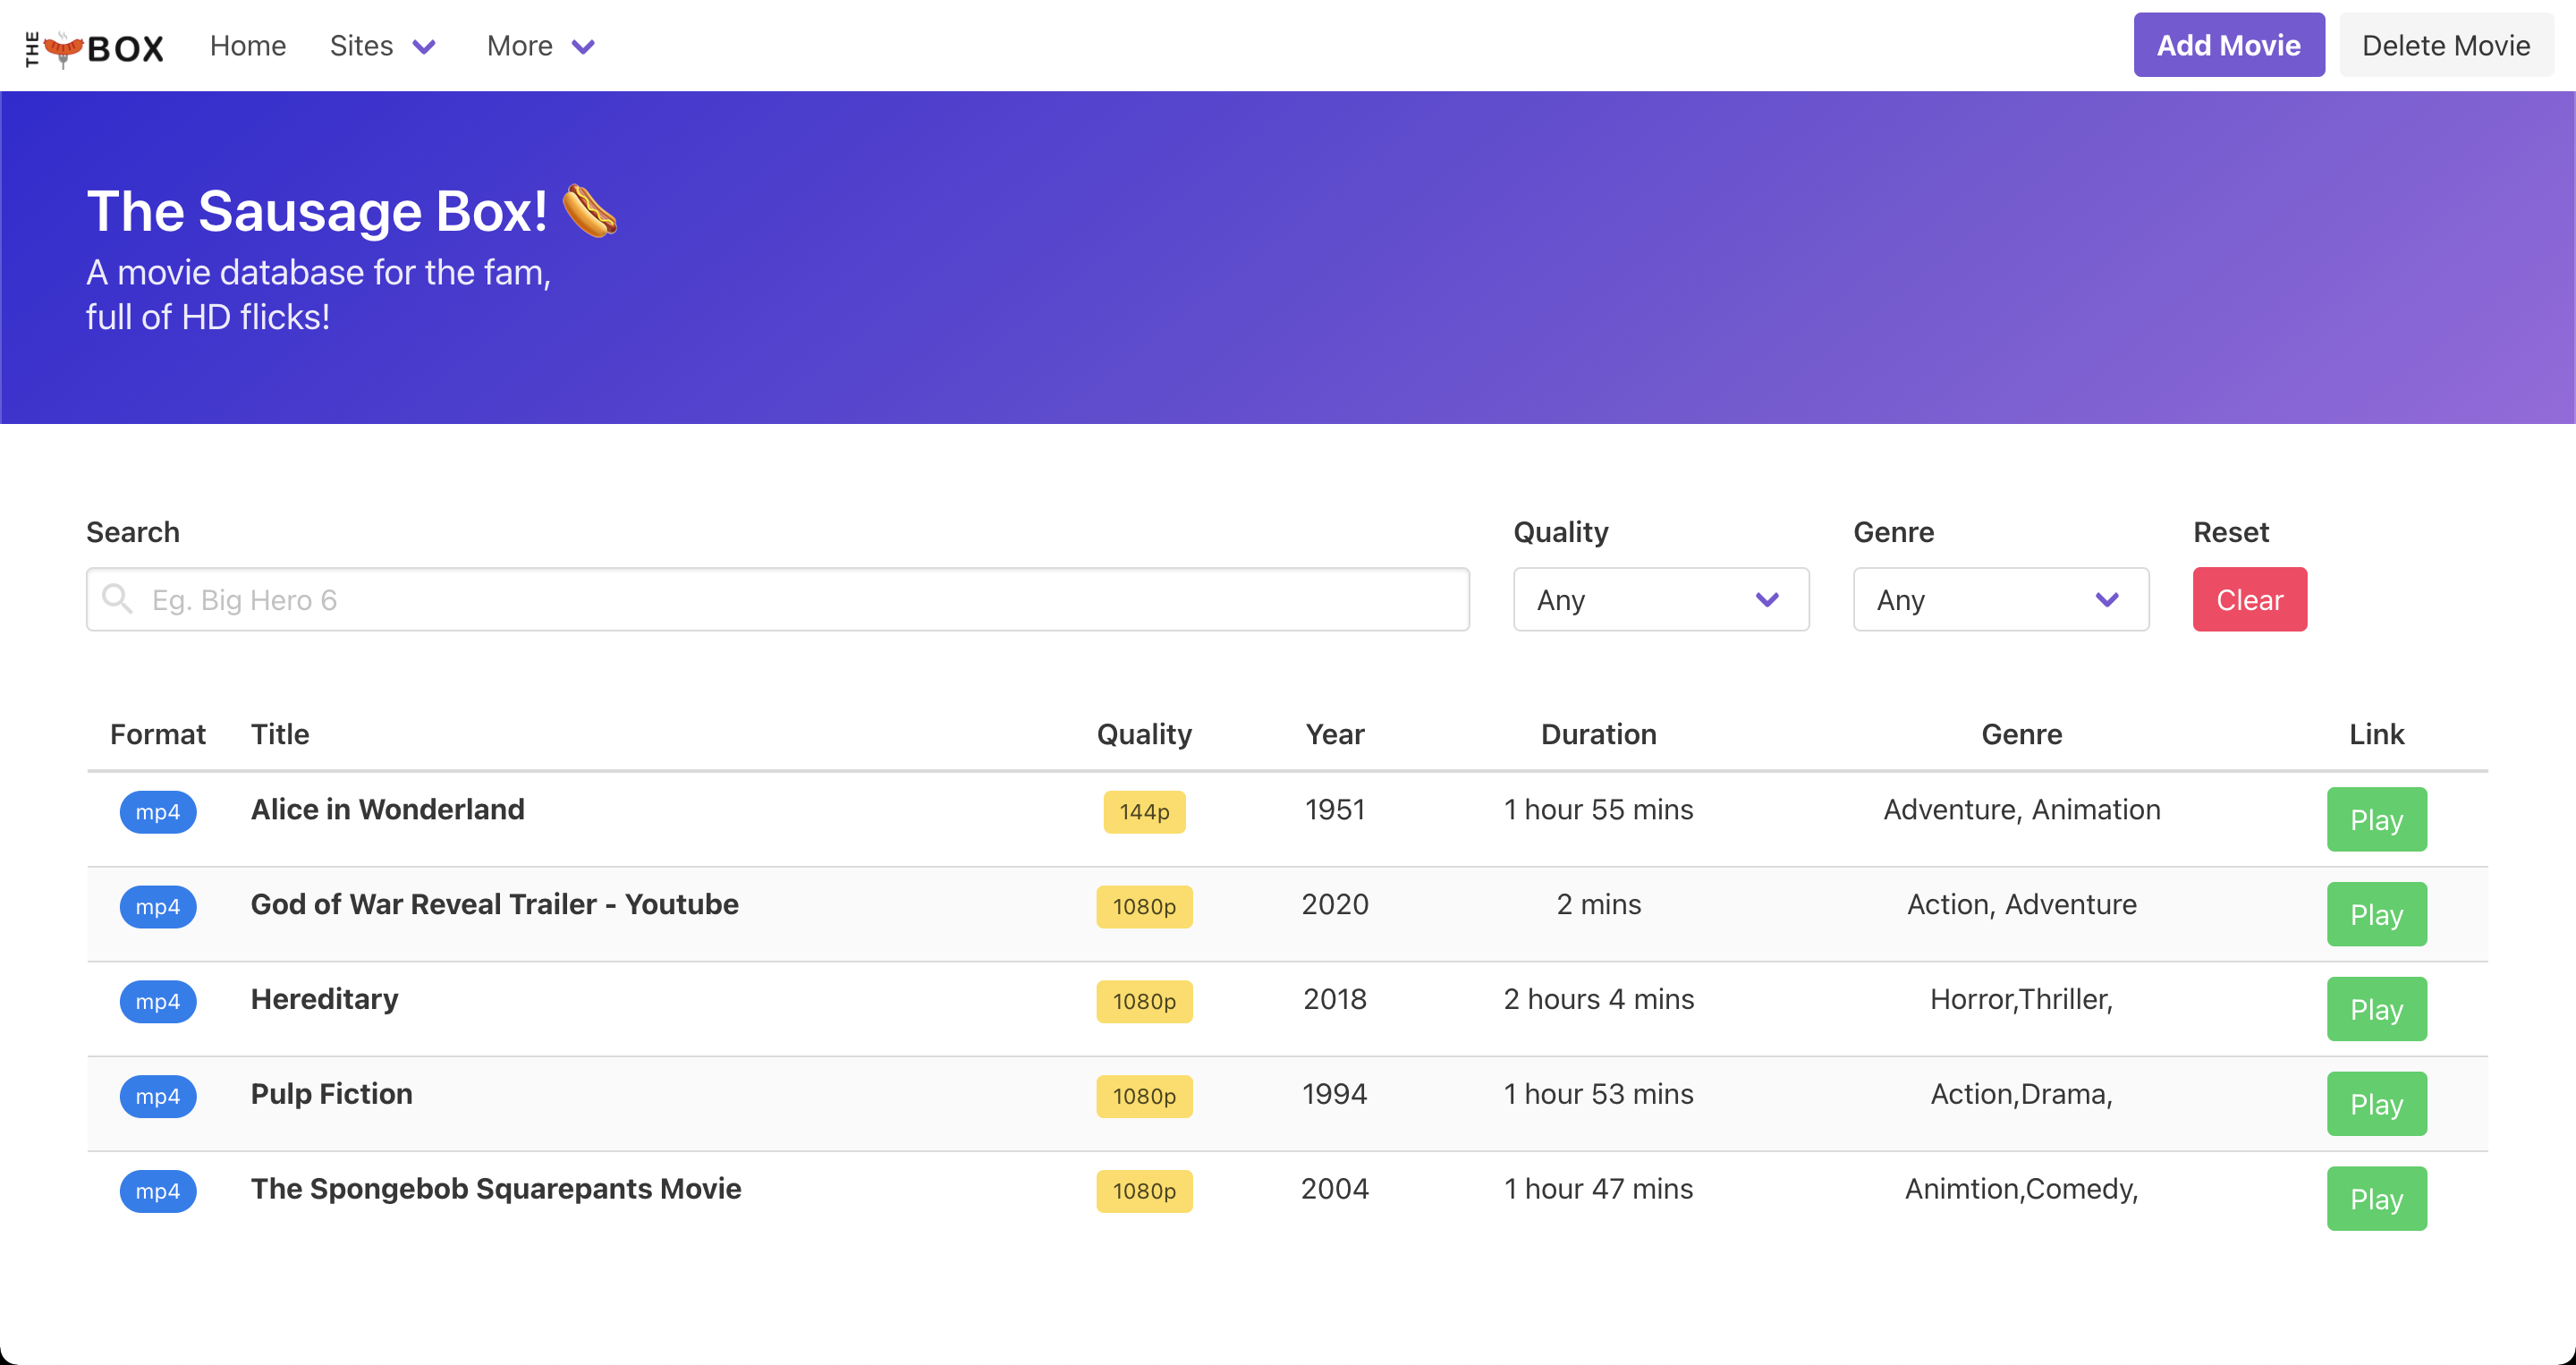 THE BOX Home Sites More Add Movie Delete Movie
The Sausage Box!
A movie database for the fam,
full of HD flicks!
Search Quality Genre Reset
Eg. Big Hero 6 Any Any Clear
Format Title Quality Year Duration Genre Link
mp4 Alice in Wonderland 144p 1951 1 hour 55 mins Adventure, Animation Play
mp4 God of War Reveal Trailer - Youtube 1080p 2020 2 mins Action, Adventure Play
mp4 Hereditary 1080p 2018 2 hours 4 mins Horror,Thriller, Play
mp4 Pulp Fiction 1080p 1994 1 hour 53 mins Action,Drama, Play
mp4 The Spongebob Squarepants Movie 1080p 2004 1 hour 47 mins Animtion,Comedy, Play